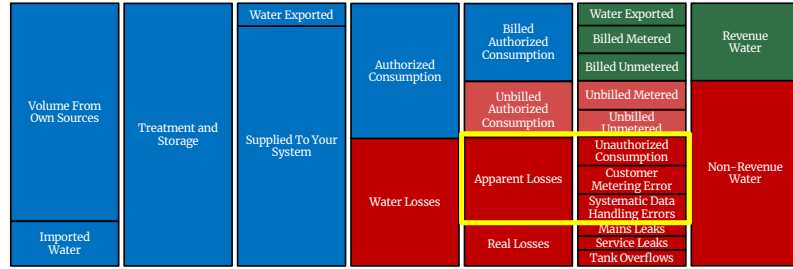 Volume From
Own Sources
Imported
Water
Treatment and
Storage
Water Exported
Supplied To Your
System
Authorized
Consumption
Water Losses
Billed
Authorized
Consumption
Unbilled
Authorized
Consumption
Apparent Losses
Real Losses
Water Exported
Billed Metered
Billed Unmetered
Unbilled Metered
Unbilled
Unmetered
Unauthorized
Consumption
Customer
Metering Error
Systematic Data
Handling Errors
Mains Leaks
Service Leaks
Tank Overflows
Revenue
Water
Non-Revenue
Water